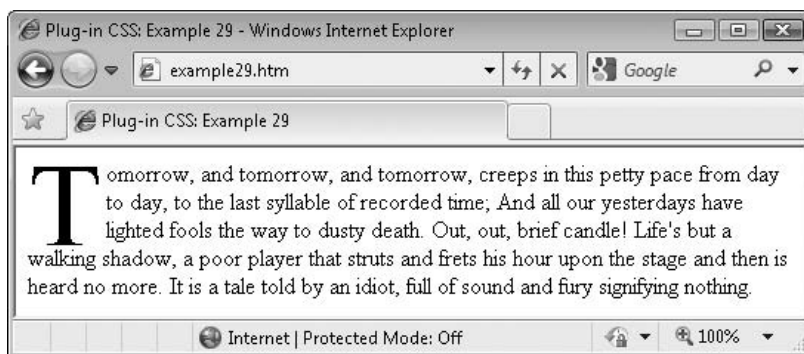 Plug-in CSS: Example 29 - Windows Internet Explorer
example29.htm
Google
Plug-in CSS: Example 29
Tomorrow, and tomorrow, and tomorrow, creeps in this petty pace from day
to day, to the last syllable of recorded time; And all our yesterdays have
lighted fools the way to dusty death. Out, out, brief candle! Life's but a
walking shadow, a poor player that struts and frets his hour upon the stage and then is
heard no more. It is a tale told by an idiot, full of sound and fury signifying nothing.
Internet | Protected Mode: Off
100%